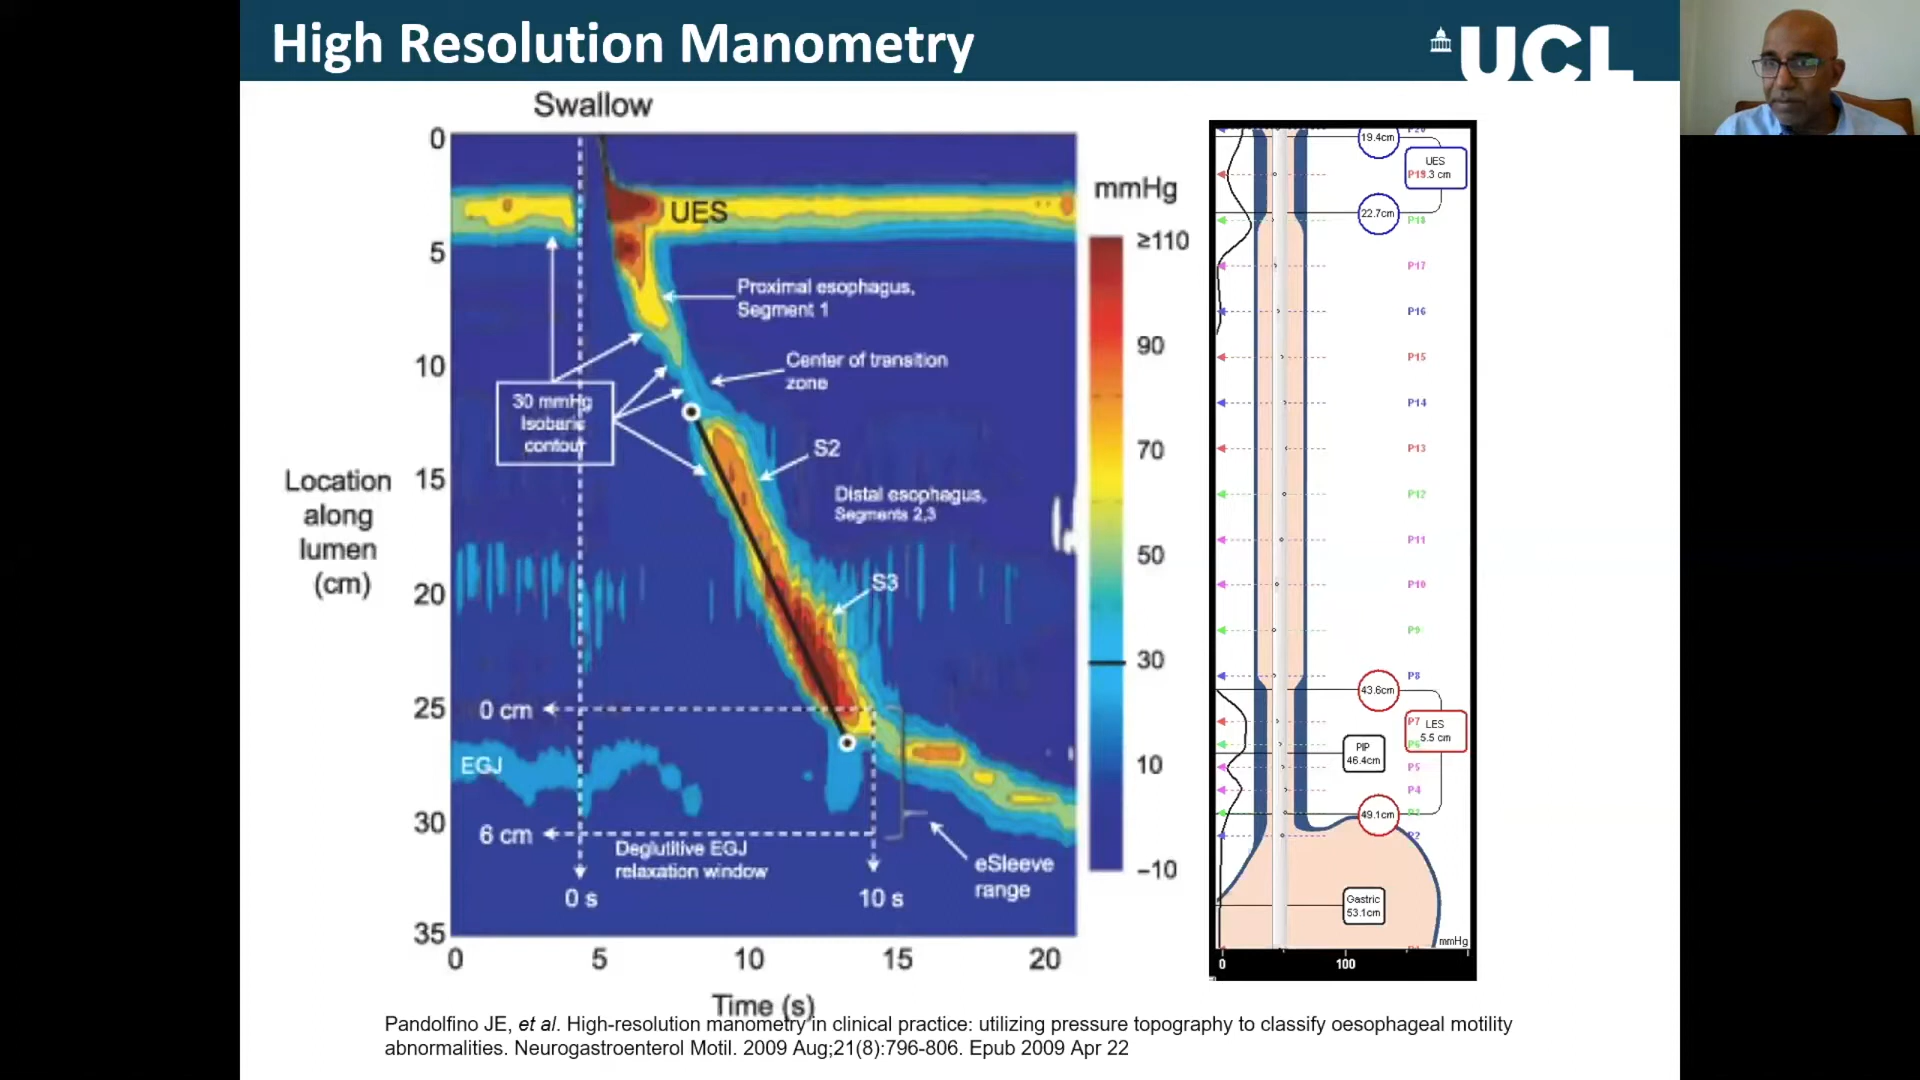 High Resolution Manometry
UCL
Swallow
0
5
10
15
20
25
30
35
Location
along
lumen
(cm)
UES
Proximal esophagus,
Segment 1
Center of transition
zone
30 mmHg
Isobaric
contour
S2
Distal esophagus,
Segments 2,3
S3
0 cm
EGJ
6 cm
Deglutitive EGJ
relaxation window
eSleeve
range
0 s
10 s
0
5
10
15
20
Time (s)
mmHg
≥110
90
70
50
30
10
–10
19.4cm
UES
22.7cm
P18
P17
P16
P15
P14
P13
P12
P11
P10
P9
P8
43.6cm
P7
LES
5.5 cm
PIP
46.4cm
P5
P4
49.1cm
P2
Gastric
53.1cm
mmHg
0
100
Pandolfino JE, et al. High-resolution manometry in clinical practice: utilizing pressure topography to classify oesophageal motility
abnormalities. Neurogastroenterol Motil. 2009 Aug;21(8):796-806. Epub 2009 Apr 22